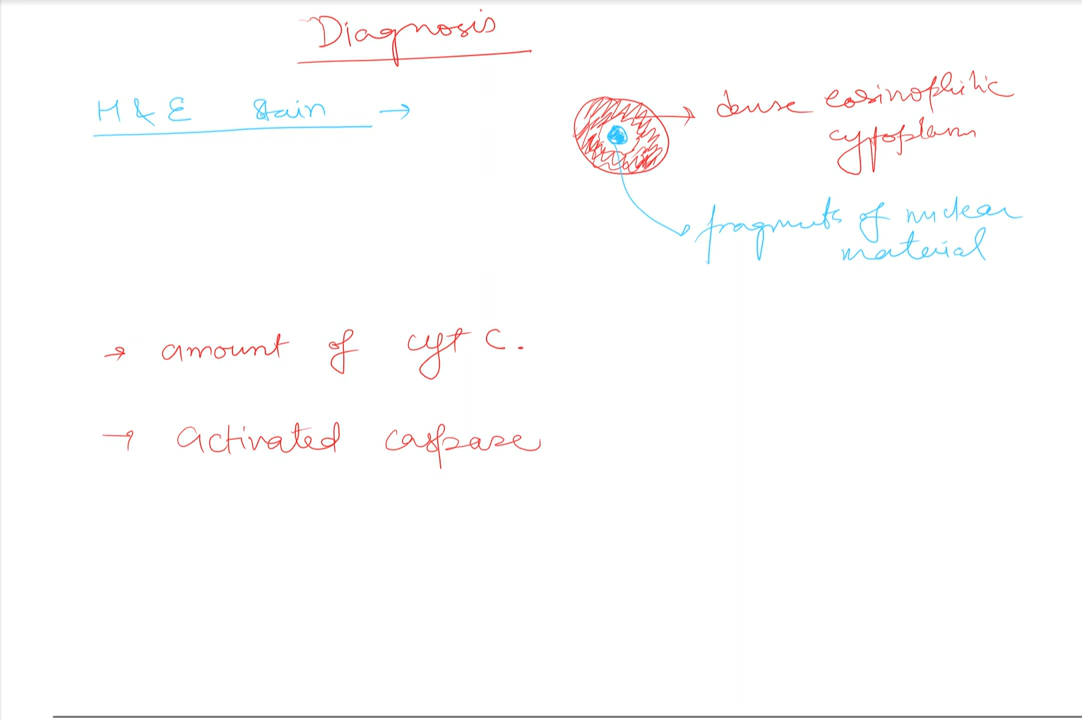 Diagnosis
H & E Stain →
→ dense eosinophilic
cytoplasm
fragments of nuclear
material
→ amount of cyt C.
→ activated caspase